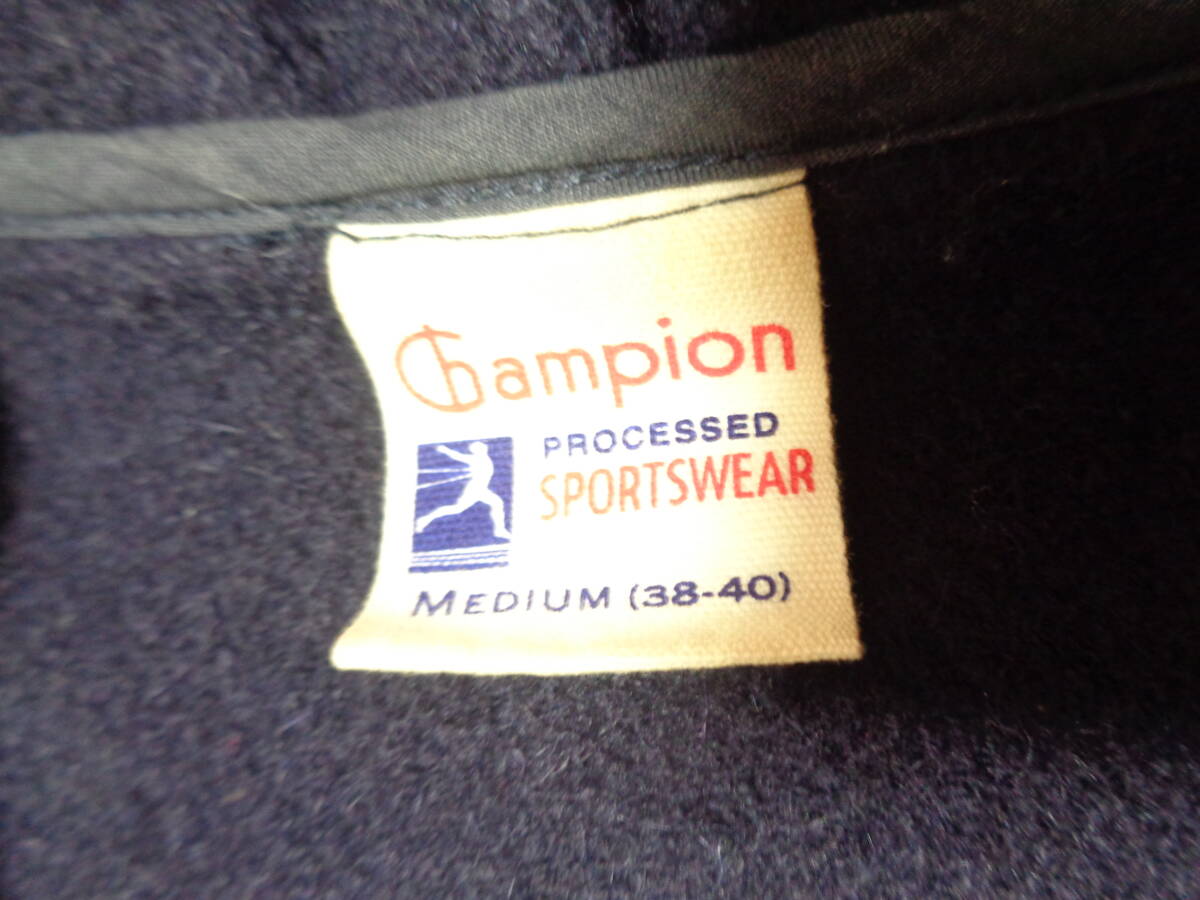 Champion
PROCESSED
SPORTSWEAR
MEDIUM (38-40)